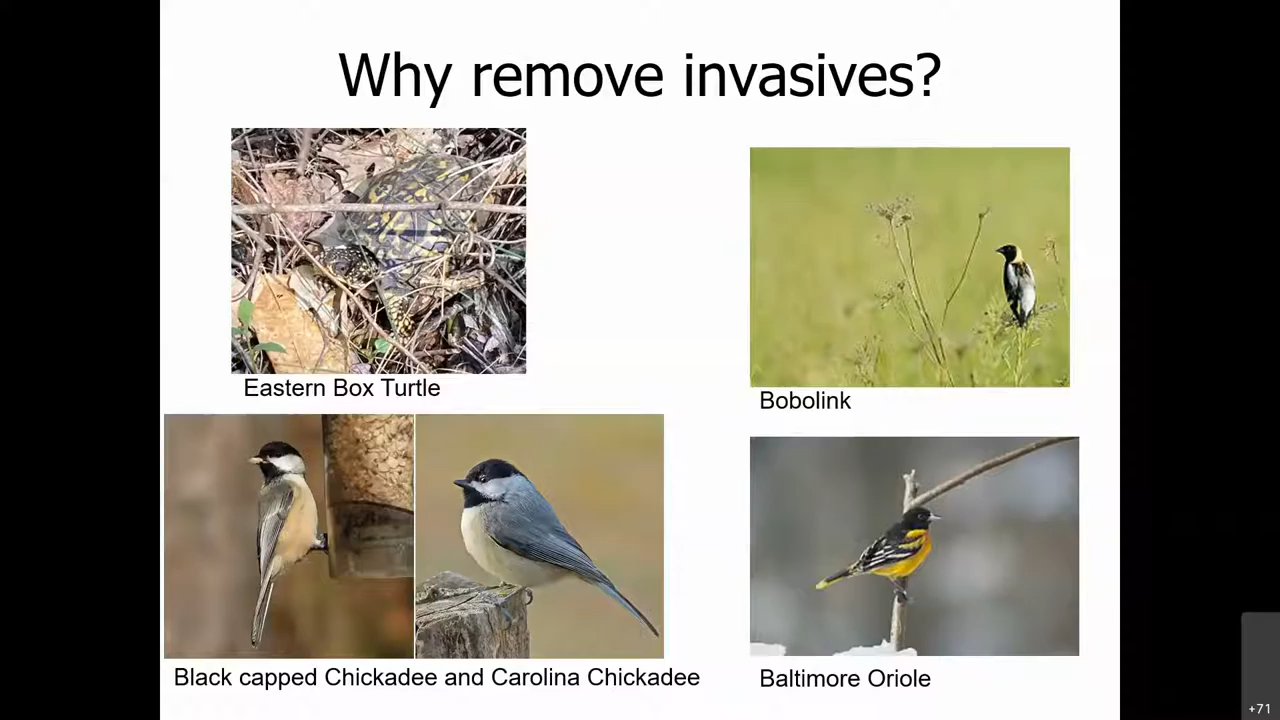 Why remove invasives?
Eastern Box Turtle
Bobolink
Black capped Chickadee and Carolina Chickadee
Baltimore Oriole
+71